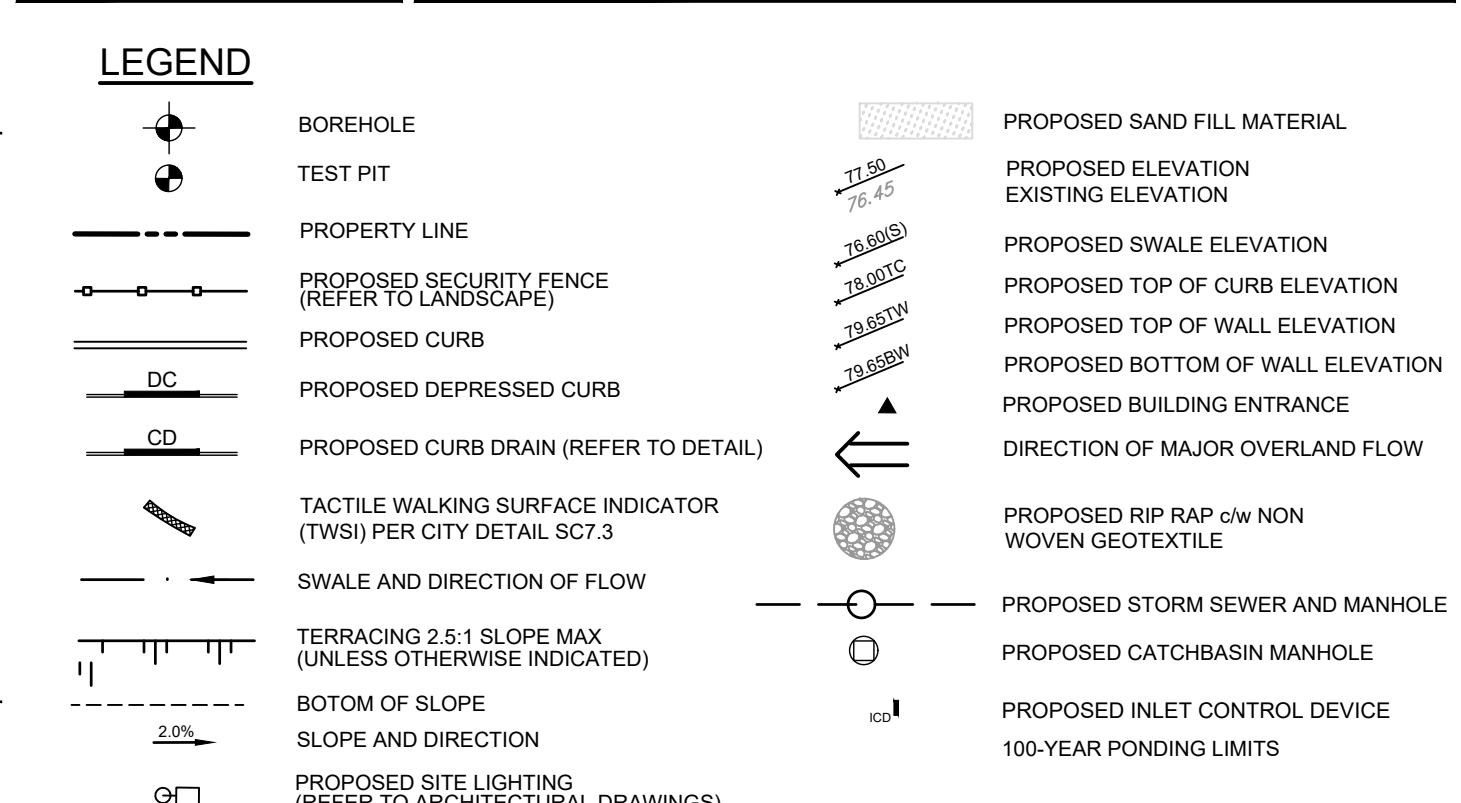 LEGEND
BOREHOLE
TEST PIT
PROPERTY LINE
PROPOSED SECURITY FENCE
(REFER TO LANDSCAPE)
PROPOSED CURB
DC
PROPOSED DEPRESSED CURB
CD
PROPOSED CURB DRAIN (REFER TO DETAIL)
TACTILE WALKING SURFACE INDICATOR
(TWSI) PER CITY DETAIL SC7.3
SWALE AND DIRECTION OF FLOW
TERRACING 2.5:1 SLOPE MAX
(UNLESS OTHERWISE INDICATED)
BOTOM OF SLOPE
2.0%
SLOPE AND DIRECTION
PROPOSED SITE LIGHTING
(REFER TO ARCHITECTURAL DRAWINGS)
PROPOSED SAND FILL MATERIAL
77.50
PROPOSED ELEVATION
76.45
EXISTING ELEVATION
76.60(S)
PROPOSED SWALE ELEVATION
78.00TC
PROPOSED TOP OF CURB ELEVATION
79.65TW
PROPOSED TOP OF WALL ELEVATION
79.65BW
PROPOSED BOTTOM OF WALL ELEVATION
PROPOSED BUILDING ENTRANCE
DIRECTION OF MAJOR OVERLAND FLOW
PROPOSED RIP RAP c/w NON
WOVEN GEOTEXTILE
PROPOSED STORM SEWER AND MANHOLE
PROPOSED CATCHBASIN MANHOLE
ICD
PROPOSED INLET CONTROL DEVICE
100-YEAR PONDING LIMITS